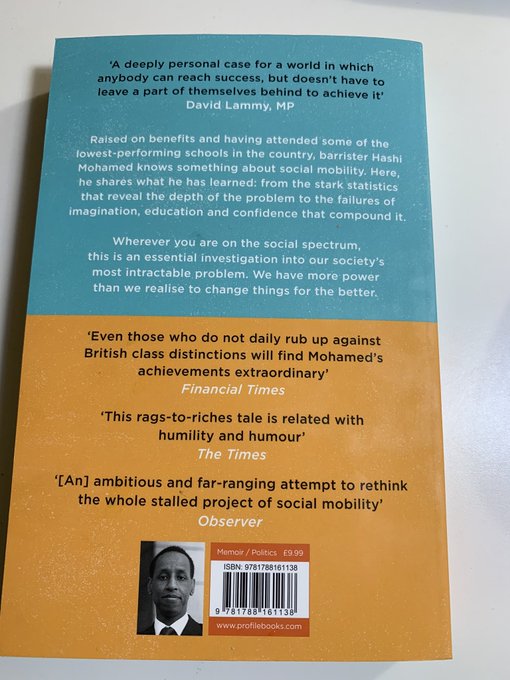 ‘A deeply personal case for a world in which
anybody can reach success, but doesn’t have to
leave a part of themselves behind to achieve it’
David Lammy, MP
Raised on benefits and having attended some of the
lowest-performing schools in the country, barrister Hashi
Mohamed knows something about social mobility. Here,
he shares what he has learned: from the stark statistics
that reveal the depth of the problem to the failures of
imagination, education and confidence that compound it.
Wherever you are on the social spectrum,
this is an essential investigation into our society’s
most intractable problem. We have more power
than we realise to change things for the better.
‘Even those who do not daily rub up against
British class distinctions will find Mohamed’s
achievements extraordinary’
Financial Times
‘This rags-to-riches tale is related with
humility and humour’
The Times
‘[An] ambitious and far-ranging attempt to rethink
the whole stalled project of social mobility’
Observer
Memoir / Politics £9.99
ISBN: 9781788161138
9 781788 161138
www.profilebooks.com